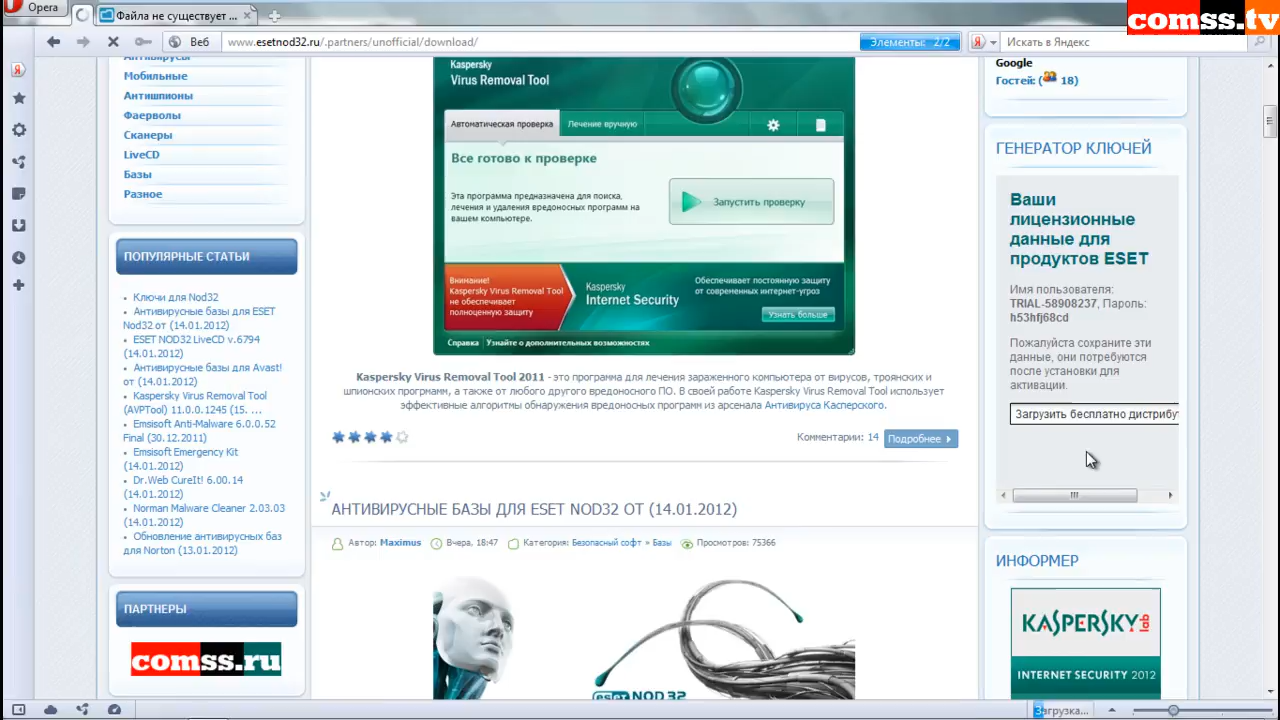 Opera
Файла не существует ...
comss.tv
Веб
www.esetnod32.ru/.partners/unofficial/download/
Элементы: 2/2
Искать в Яндекс
Антивирусы
Мобильные
Антишпионы
Фаерволы
Сканеры
LiveCD
Базы
Разное
ПОПУЛЯРНЫЕ СТАТЬИ
Ключи для Nod32
Антивирусные базы для ESET
Nod32 от (14.01.2012)
ESET NOD32 LiveCD v.6794
(14.01.2012)
Антивирусные базы для Avast!
от (14.01.2012)
Kaspersky Virus Removal Tool
(AVPTool) 11.0.0.1245 (15. ...
Emsisoft Anti-Malware 6.0.0.52
Final (30.12.2011)
Emsisoft Emergency Kit
(14.01.2012)
Dr.Web CureIt! 6.00.14
(14.01.2012)
Norman Malware Cleaner 2.03.03
(14.01.2012)
Обновление антивирусных баз
для Norton (13.01.2012)
ПАРТНЕРЫ
comss.ru
Kaspersky
Virus Removal Tool
Автоматическая проверка
Лечение вручную
Все готово к проверке
Эта программа предназначена для поиска,
лечения и удаления вредоносных программ на
вашем компьютере.
Запустить проверку
Внимание!
Kaspersky Virus Removal Tool
не обеспечивает
полноценную защиту
Kaspersky
Internet Security
Обеспечивает постоянную защиту
от современных интернет-угроз
Узнать больше
Справка
Узнайте о дополнительных возможностях
Kaspersky Virus Removal Tool 2011 - это программа для лечения зараженного компьютера от вирусов, троянских и
шпионских прогрмамм, а также от любого другого вредоносного ПО. В своей работе Kaspersky Virus Removal Tool использует
эффективные алгоритмы обнаружения вредоносных программ из арсенала Антивируса Касперского.
Комментарии: 14
Подробнее
АНТИВИРУСНЫЕ БАЗЫ ДЛЯ ESET NOD32 ОТ (14.01.2012)
Автор: Maximus
Вчера, 18:47
Категория: Безопасный софт » Базы
Просмотров: 75366
eset NOD 32
Google
Гостей: ( 18)
ГЕНЕРАТОР КЛЮЧЕЙ
Ваши
лицензионные
данные для
продуктов ESET
Имя пользователя:
TRIAL-58908237, Пароль:
h53hfj68cd
Пожалуйста сохраните эти
данные, они потребуются
после установки для
активации.
Загрузить бесплатно дистрибу
ИНФОРМЕР
KASPERSKY lab
INTERNET SECURITY 2012
Загрузка...